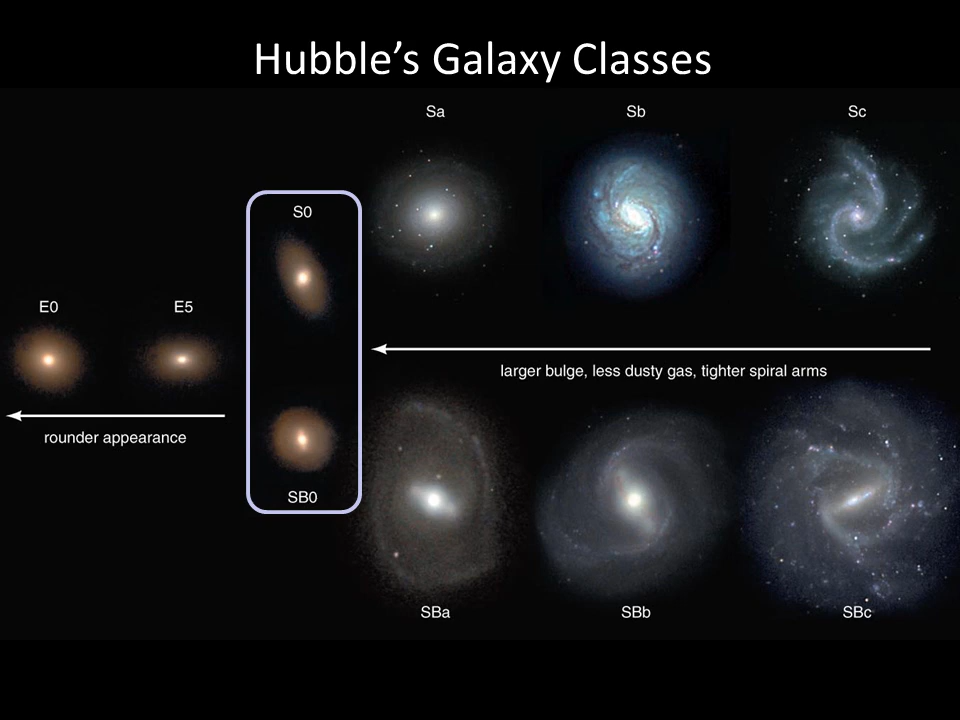 Hubble’s Galaxy Classes
Sa
Sb
Sc
S0
E0
E5
larger bulge, less dusty gas, tighter spiral arms
rounder appearance
SB0
SBa
SBb
SBc